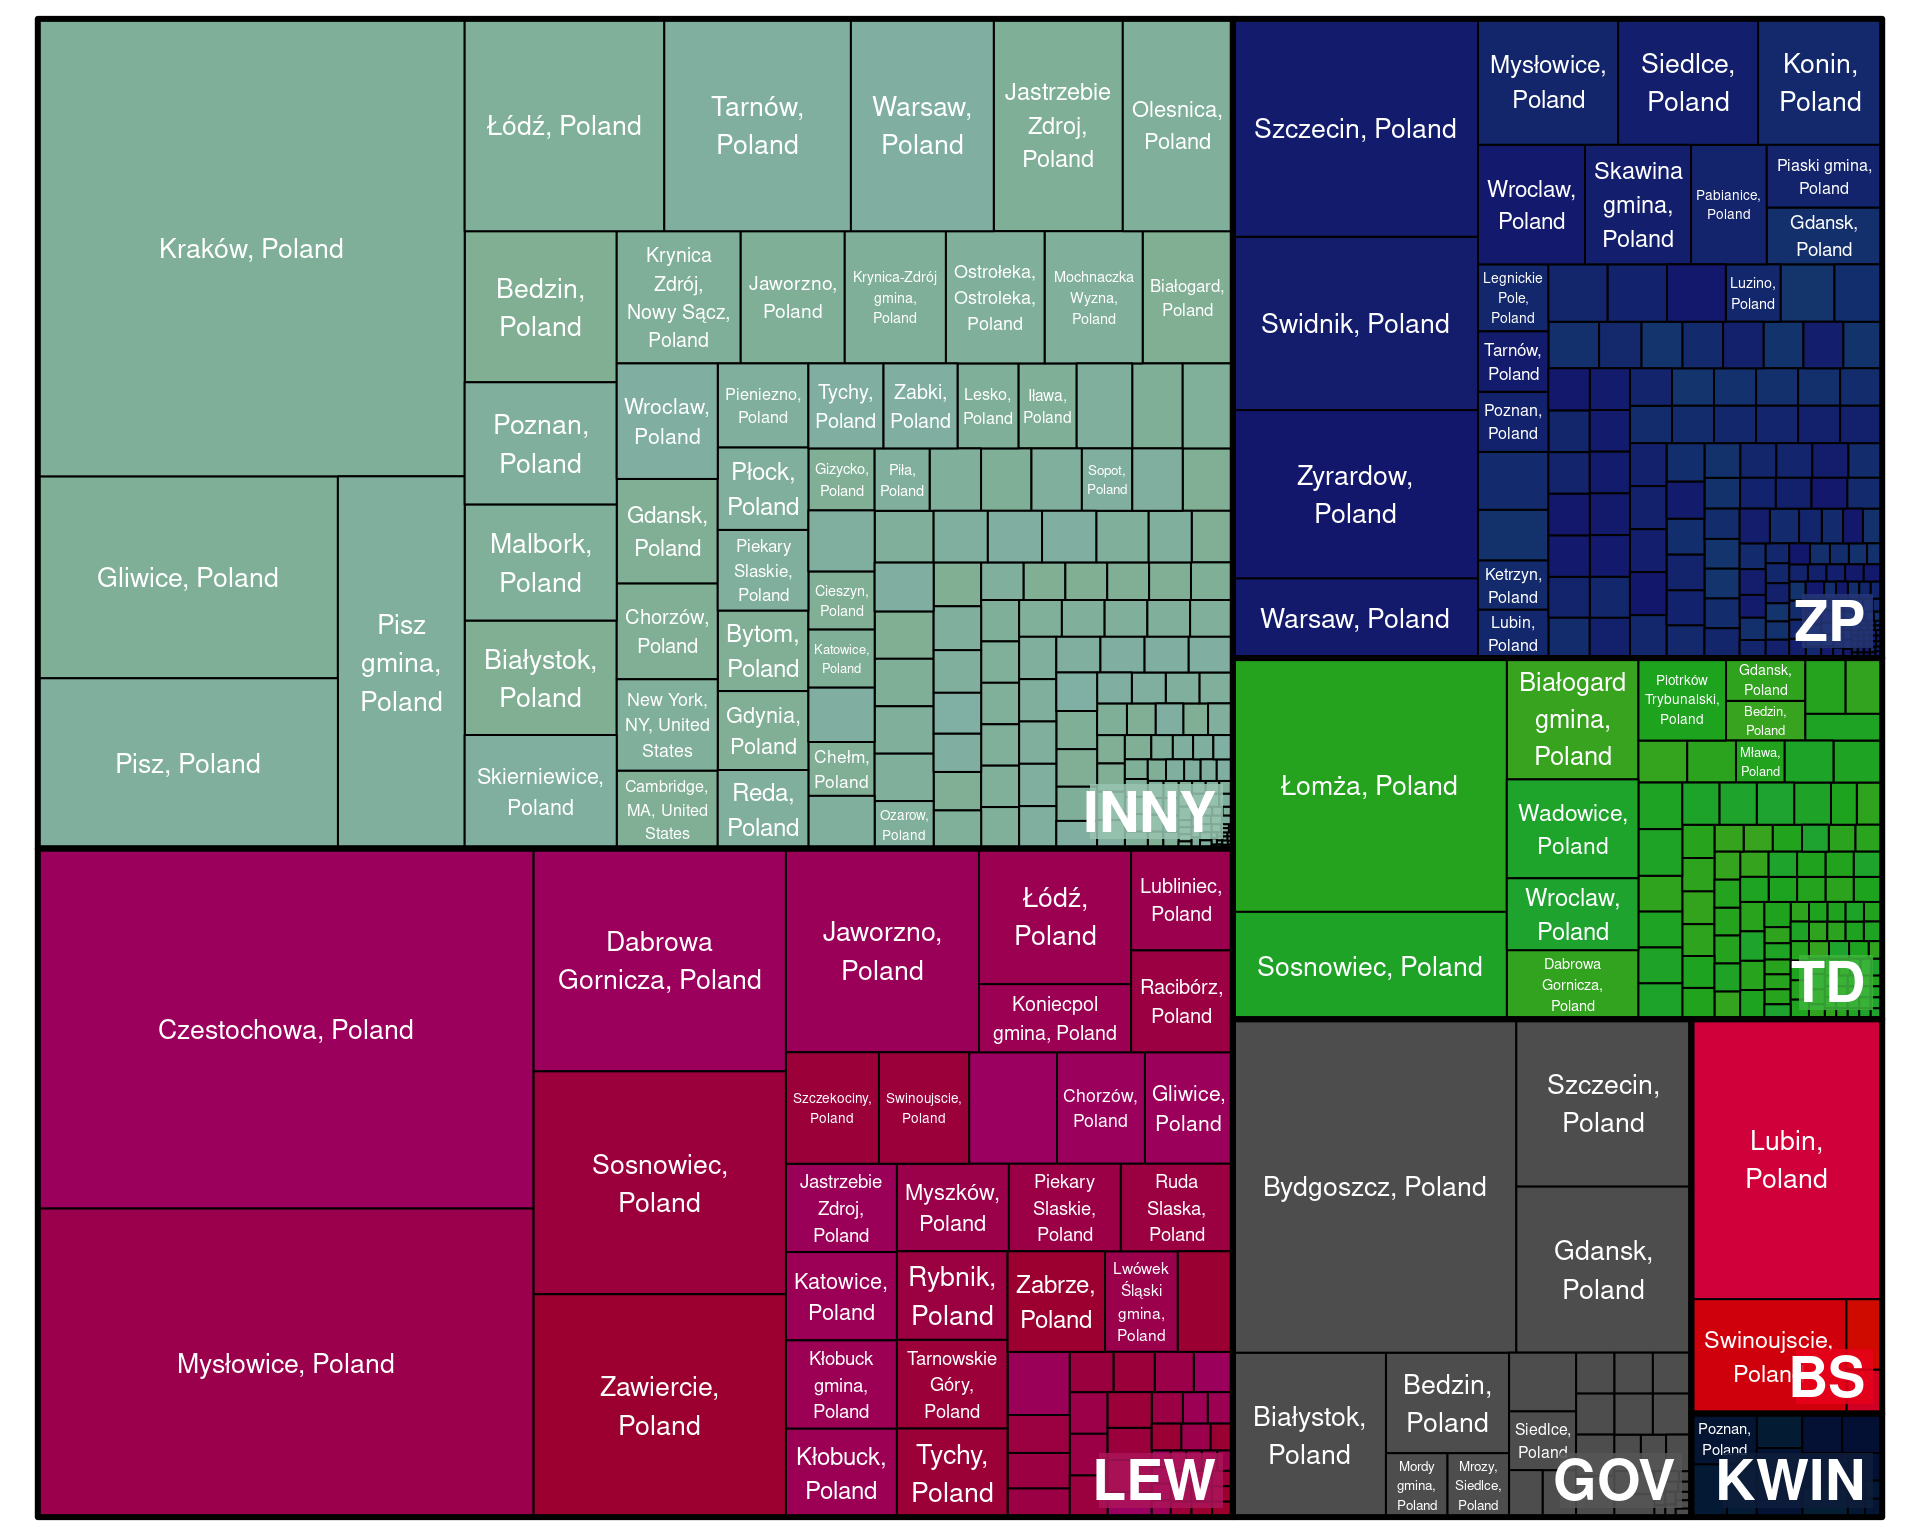 Kraków, Poland
Łódź, Poland
Tarnów,
Poland
Warsaw,
Poland
Jastrzebie
Zdroj,
Poland
Olesnica,
Poland
Bedzin,
Poland
Krynica
Zdrój,
Nowy Sącz,
Poland
Jaworzno,
Poland
Krynica-Zdrój
gmina,
Poland
Ostrołeka,
Ostroleka,
Poland
Mochnaczka
Wyzna,
Poland
Białogard,
Poland
Poznan,
Poland
Wroclaw,
Poland
Pieniezno,
Poland
Tychy,
Poland
Zabki,
Poland
Lesko,
Poland
Iława,
Poland
Płock,
Poland
Gizycko,
Poland
Piła,
Poland
Sopot,
Poland
Gliwice, Poland
Pisz
gmina,
Poland
Pisz, Poland
Malbork,
Poland
Gdansk,
Poland
Piekary
Slaskie,
Poland
Cieszyn,
Poland
Chorzów,
Poland
Białystok,
Poland
Bytom,
Poland
Katowice,
Poland
New York,
NY, United
States
Gdynia,
Poland
Skierniewice,
Poland
Cambridge,
MA, United
States
Reda,
Poland
Chełm,
Poland
Ozarow,
Poland
INNY
Szczecin, Poland
Mysłowice,
Poland
Siedlce,
Poland
Konin,
Poland
Wroclaw,
Poland
Skawina
gmina,
Poland
Pabianice,
Poland
Piaski gmina,
Poland
Gdansk,
Poland
Swidnik, Poland
Legnickie
Pole,
Poland
Luzino,
Poland
Tarnów,
Poland
Poznan,
Poland
Zyrardow,
Poland
Ketrzyn,
Poland
Warsaw, Poland
Lubin,
Poland
ZP
Łomża, Poland
Białogard
gmina,
Poland
Piotrków
Trybunalski,
Poland
Gdansk,
Poland
Bedzin,
Poland
Mława,
Poland
Wadowice,
Poland
Wroclaw,
Poland
Sosnowiec, Poland
Dabrowa
Gornicza,
Poland
TD
Czestochowa, Poland
Dabrowa
Gornicza, Poland
Jaworzno,
Poland
Łódź,
Poland
Lubliniec,
Poland
Koniecpol
gmina, Poland
Racibórz,
Poland
Szczekociny,
Poland
Swinoujscie,
Poland
Chorzów,
Poland
Gliwice,
Poland
Sosnowiec,
Poland
Jastrzebie
Zdroj,
Poland
Myszków,
Poland
Piekary
Slaskie,
Poland
Ruda
Slaska,
Poland
Mysłowice, Poland
Katowice,
Poland
Rybnik,
Poland
Zabrze,
Poland
Lwówek
Śląski
gmina,
Poland
Zawiercie,
Poland
Kłobuck
gmina,
Poland
Tarnowskie
Góry,
Poland
Kłobuck,
Poland
Tychy,
Poland
LEW
Bydgoszcz, Poland
Szczecin,
Poland
Gdansk,
Poland
Białystok,
Poland
Bedzin,
Poland
Siedlce,
Poland
Mordy
gmina,
Poland
Mrozy,
Siedlce,
Poland
GOV
Lubin,
Poland
Swinoujscie,
Poland
BS
Poznan,
Poland
KWIN